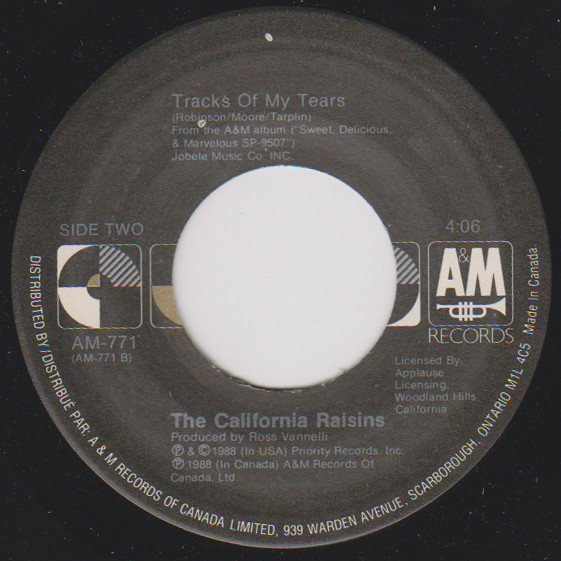 Tracks Of My Tears
(Robinson/Moore/Tarplin)
From the A&M album ("Sweet, Delicious,
& Marvelous SP-9507")
Jobele Music Co. INC.
SIDE TWO
4:06
A&M
RECORDS
AM-771
(AM-771 B)
Licensed By,
Applause
Licensing,
Woodland Hills,
California
The California Raisins
Produced by Ross Vannelli
℗ & © 1988 (In USA) Priority Records, Inc.
℗ 1988 (In Canada) A&M Records Of
Canada, Ltd.
DISTRIBUTED BY/DISTRIBUÉ PAR: A & M RECORDS OF CANADA LIMITED, 939 WARDEN AVENUE, SCARBOROUGH, ONTARIO M1L 4C5 Made In Canada.